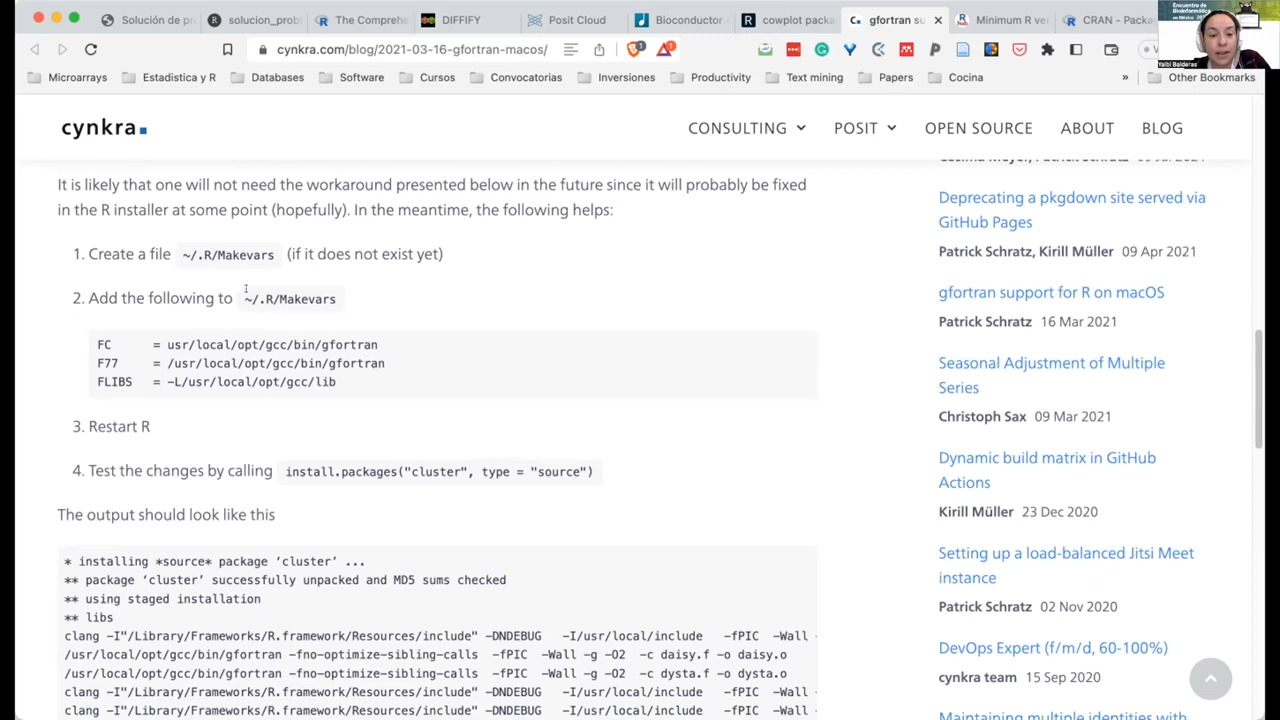 Solución de pr
solucion_prob
The Comprehe
DIFFIFY
Posit Cloud
Bioconductor
cowplot packa
gfortran su
Minimum R ve
CRAN - Packa
cynkra.com/blog/2021-03-16-gfortran-macos/
Microarrays
Estadistica y R
Databases
Software
Cursos
Convocatorias
Inversiones
Productivity
Text mining
Papers
Cocina
»
Other Bookmarks
Encuentro de
Bioinformática
en México
Yalbi Balderas
cynkra.
CONSULTING
POSIT
OPEN SOURCE
ABOUT
BLOG
It is likely that one will not need the workaround presented below in the future since it will probably be fixed
in the R installer at some point (hopefully). In the meantime, the following helps:
1. Create a file ~/.R/Makevars (if it does not exist yet)
2. Add the following to ~/.R/Makevars
FC = usr/local/opt/gcc/bin/gfortran
F77 = /usr/local/opt/gcc/bin/gfortran
FLIBS = -L/usr/local/opt/gcc/lib
3. Restart R
4. Test the changes by calling install.packages("cluster", type = "source")
The output should look like this
* installing *source* package ‘cluster’ ...
** package ‘cluster’ successfully unpacked and MD5 sums checked
** using staged installation
** libs
clang -I"/Library/Frameworks/R.framework/Resources/include" -DNDEBUG -I/usr/local/include -fPIC -Wall -
/usr/local/opt/gcc/bin/gfortran -fno-optimize-sibling-calls -fPIC -Wall -g -O2 -c daisy.f -o daisy.o
/usr/local/opt/gcc/bin/gfortran -fno-optimize-sibling-calls -fPIC -Wall -g -O2 -c dysta.f -o dysta.o
clang -I"/Library/Frameworks/R.framework/Resources/include" -DNDEBUG -I/usr/local/include -fPIC -Wall -
clang -I"/Library/Frameworks/R.framework/Resources/include" -DNDEBUG -I/usr/local/include -fPIC -Wall -
Deprecating a pkgdown site served via
GitHub Pages
Patrick Schratz, Kirill Müller 09 Apr 2021
gfortran support for R on macOS
Patrick Schratz 16 Mar 2021
Seasonal Adjustment of Multiple
Series
Christoph Sax 09 Mar 2021
Dynamic build matrix in GitHub
Actions
Kirill Müller 23 Dec 2020
Setting up a load-balanced Jitsi Meet
instance
Patrick Schratz 02 Nov 2020
DevOps Expert (f/m/d, 60-100%)
cynkra team 15 Sep 2020
Maintaining multiple identities with